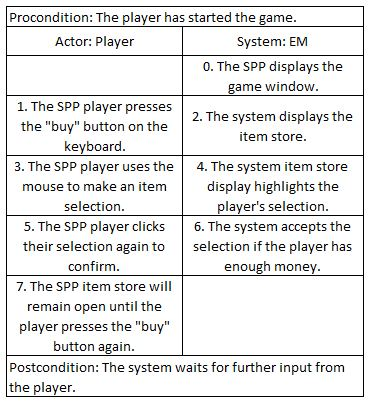 Procondition: The player has started the game.
Actor: Player
System: EM
0. The SPP displays the
game window.
1. The SPP player presses
the "buy" button on the
keyboard.
2. The system displays the
item store.
3. The SPP player uses the
mouse to make an item
selection.
4. The system item store
display highlights the
player's selection.
5. The SPP player clicks
their selection again to
confirm.
6. The system accepts the
selection if the player has
enough money.
7. The SPP item store will
remain open until the
player presses the "buy"
button again.
Postcondition: The system waits for further input from
the player.